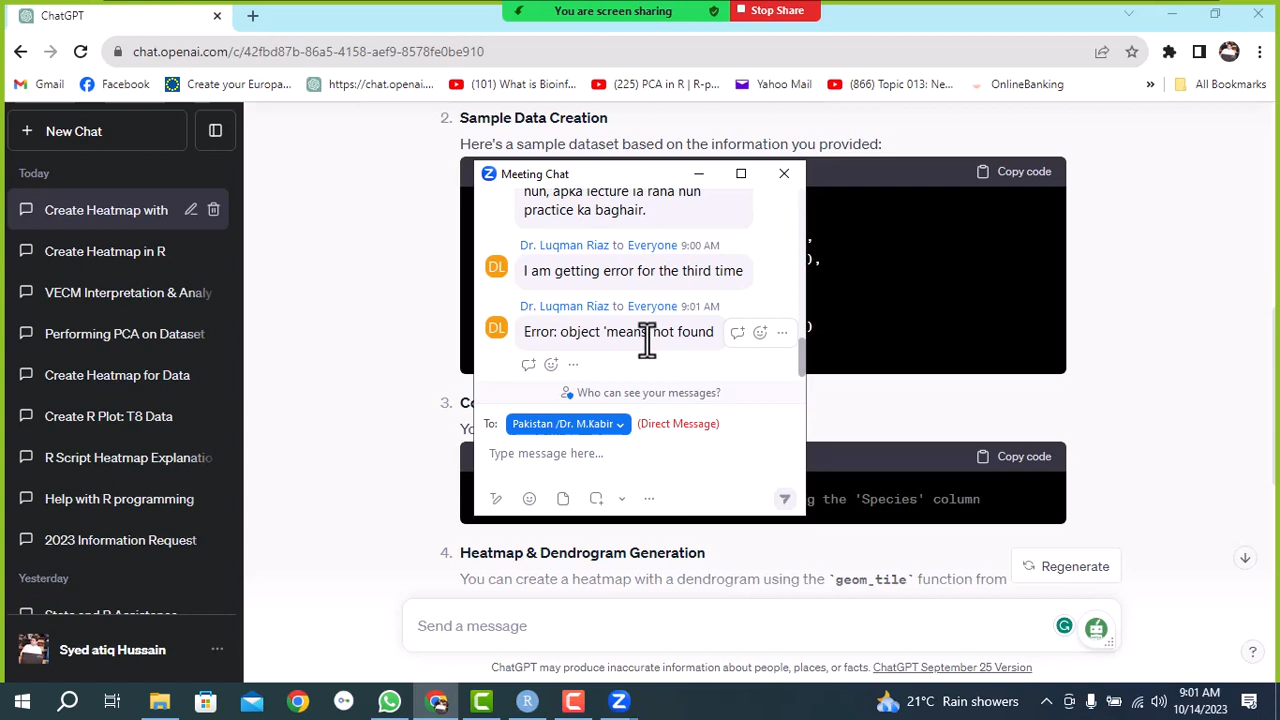 ChatGPT
You are screen sharing
Stop Share
chat.openai.com/c/42fbd87b-86a5-4158-aef9-8578fe0be910
Gmail
Facebook
Create your Europa...
https://chat.openai....
(101) What is Bioinf...
(225) PCA in R | R-p...
Yahoo Mail
(866) Topic 013: Ne...
OnlineBanking
»
All Bookmarks
New Chat
Today
Create Heatmap with
Create Heatmap in R
VECM Interpretation & Analy
Performing PCA on Dataset
Create Heatmap for Data
Create R Plot: T8 Data
R Script Heatmap Explanatio
Help with R programming
2023 Information Request
Yesterday
Stats and R Assistance
Syed atiq Hussain
2. Sample Data Creation
Here's a sample dataset based on the information you provided:
Copy code
,
),
)
Meeting Chat
nun, apka lecture la raha nun
practice ka baghair.
Dr. Luqman Riaz to Everyone 9:00 AM
DL
I am getting error for the third time
Dr. Luqman Riaz to Everyone 9:01 AM
DL
Error: object 'means' not found
Who can see your messages?
To: Pakistan /Dr. M.Kabir (Direct Message)
Type message here...
3. Co
Yo
Copy code
g the 'Species' column
4. Heatmap & Dendrogram Generation
You can create a heatmap with a dendrogram using the `geom_tile` function from
Regenerate
Send a message
ChatGPT may produce inaccurate information about people, places, or facts. ChatGPT September 25 Version
?
21°C Rain showers
9:01 AM
10/14/2023